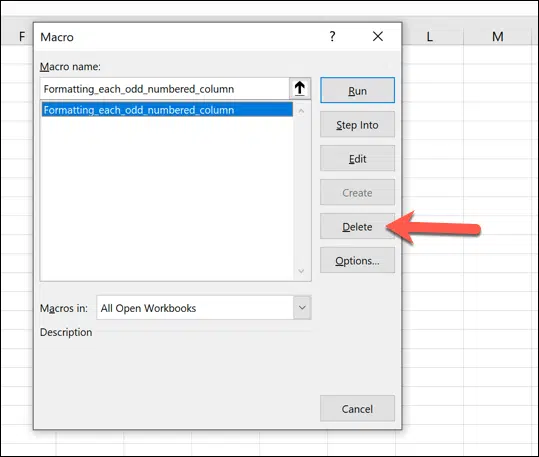 F L M
Macro ? ×
Macro name:
Formatting_each_odd_numbered_column
Run
Formatting_each_odd_numbered_column
Step Into
Edit
Create
Delete
Options...
Macros in: All Open Workbooks
Description
Cancel